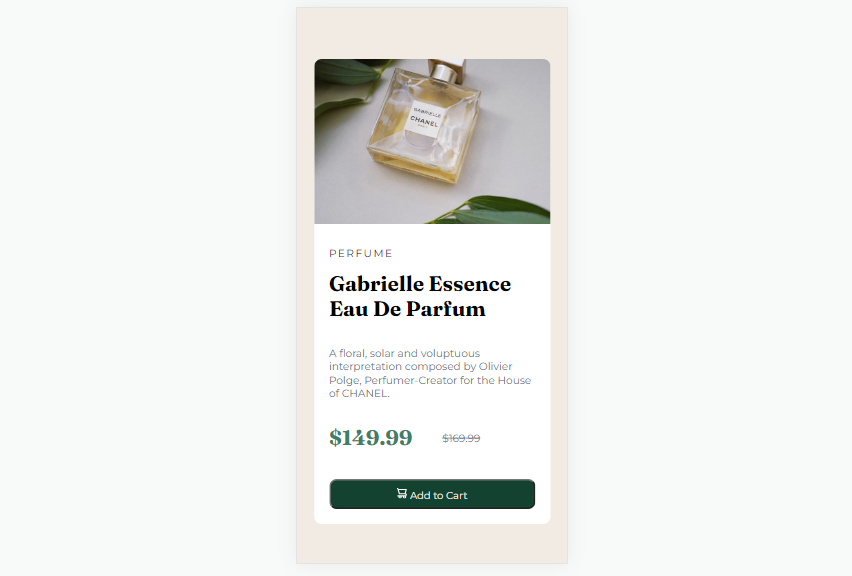 GABRIELLE
CHANEL
PERFUME
Gabrielle Essence
Eau De Parfum
A floral, solar and voluptuous
interpretation composed by Olivier
Polge, Perfumer-Creator for the House
of CHANEL.
$149.99 $169.99
Add to Cart